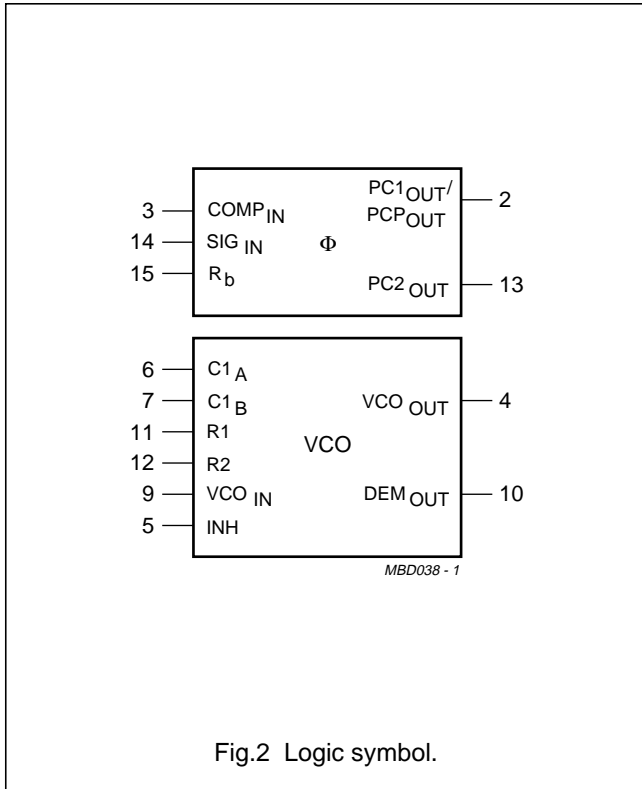 3 COMP IN
14 SIG IN Φ
15 R b
PC1 OUT/
PCP OUT 2
PC2 OUT 13
6 C1 A
7 C1 B
11 R1
12 R2
9 VCO IN
5 INH
VCO
VCO OUT 4
DEM OUT 10
MBD038 - 1
Fig.2 Logic symbol.